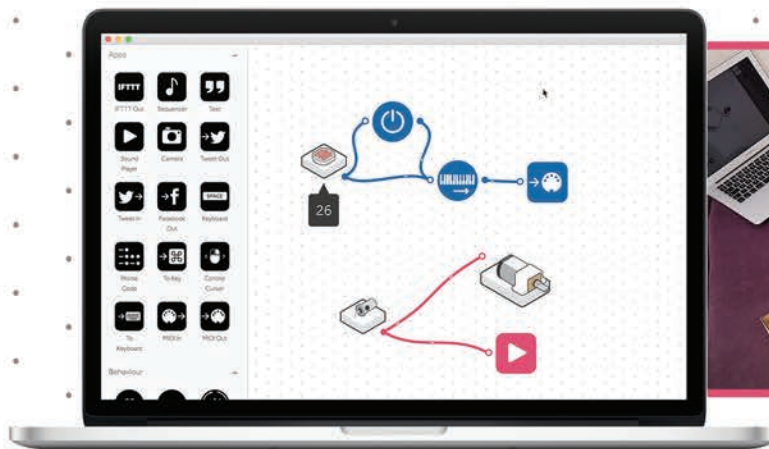 Apps
IFTTT
IFTTT Out
Sequencer
Text
Sound
Player
Camera
Tweet Out
Tweet In
Facebook
Out
SPACE
Keyboard
Morse
Code
To Key
Control
Cursor
To
Keyboard
MIDI In
MIDI Out
Behaviour
26